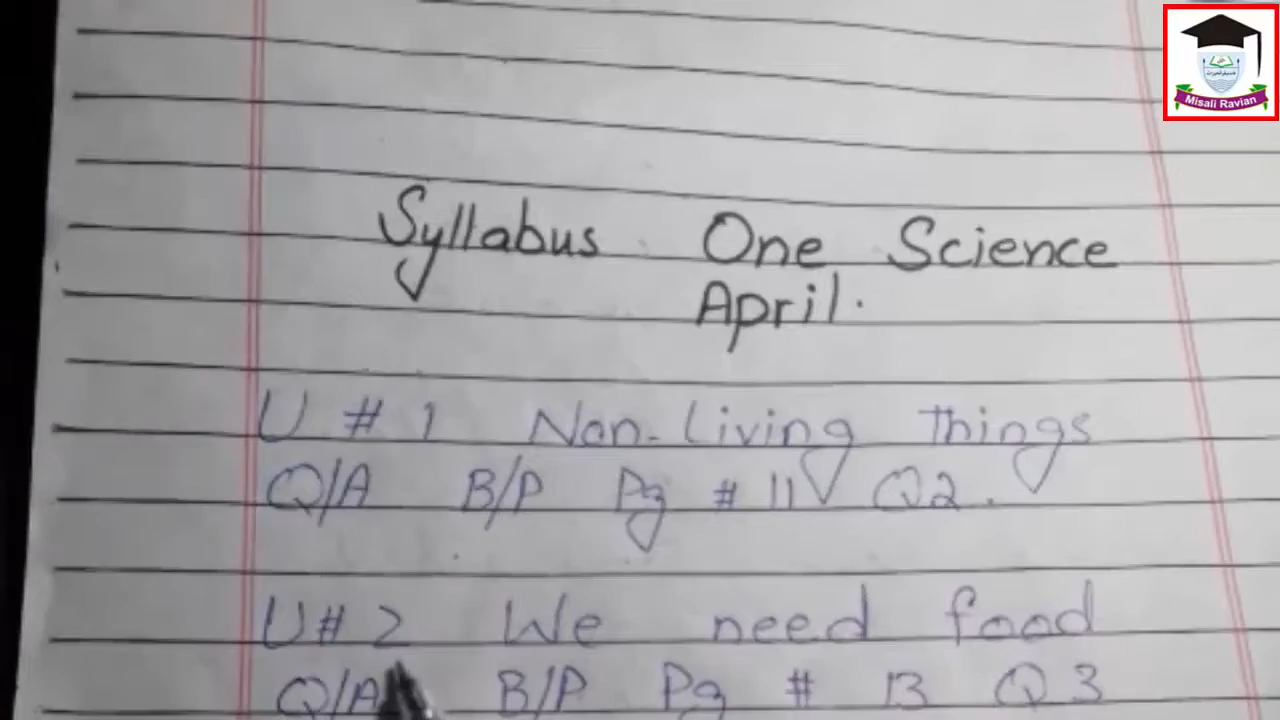 Misali Ravian
Syllabus One Science
April.
U # 1 Non-Living Things
Q/A B/P Pg # 11 Q2.
U# 2 We need food
Q/A B/P Pg # 13 Q3